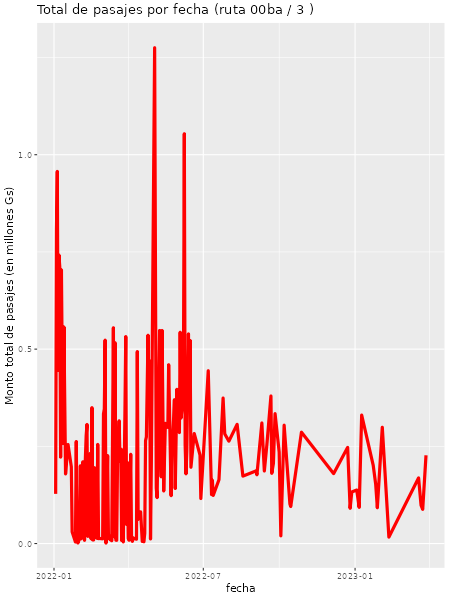 Total de pasajes por fecha (ruta 00ba / 3 )
Monto total de pasajes (en millones Gs)
1.0
0.5
0.0
2022-01
2022-07
2023-01
fecha